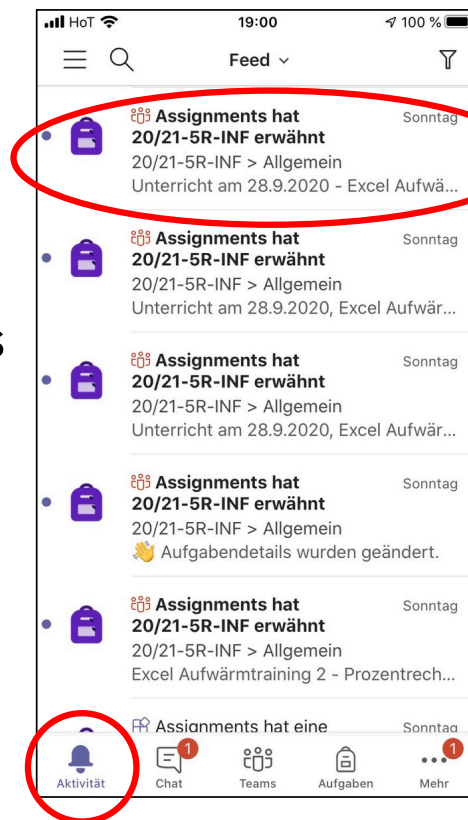 HoT 19:00 100 %
Feed
Assignments hat Sonntag
20/21-5R-INF erwähnt
20/21-5R-INF > Allgemein
Unterricht am 28.9.2020 - Excel Aufwä...
Assignments hat Sonntag
20/21-5R-INF erwähnt
20/21-5R-INF > Allgemein
Unterricht am 28.9.2020, Excel Aufwär...
s
Assignments hat Sonntag
20/21-5R-INF erwähnt
20/21-5R-INF > Allgemein
Unterricht am 28.9.2020, Excel Aufwär...
Assignments hat Sonntag
20/21-5R-INF erwähnt
20/21-5R-INF > Allgemein
👋 Aufgabendetails wurden geändert.
Assignments hat Sonntag
20/21-5R-INF erwähnt
20/21-5R-INF > Allgemein
Excel Aufwärmtraining 2 - Prozentrech...
Assignments hat eine Sonntag
1 1
Aktivität Chat Teams Aufgaben Mehr